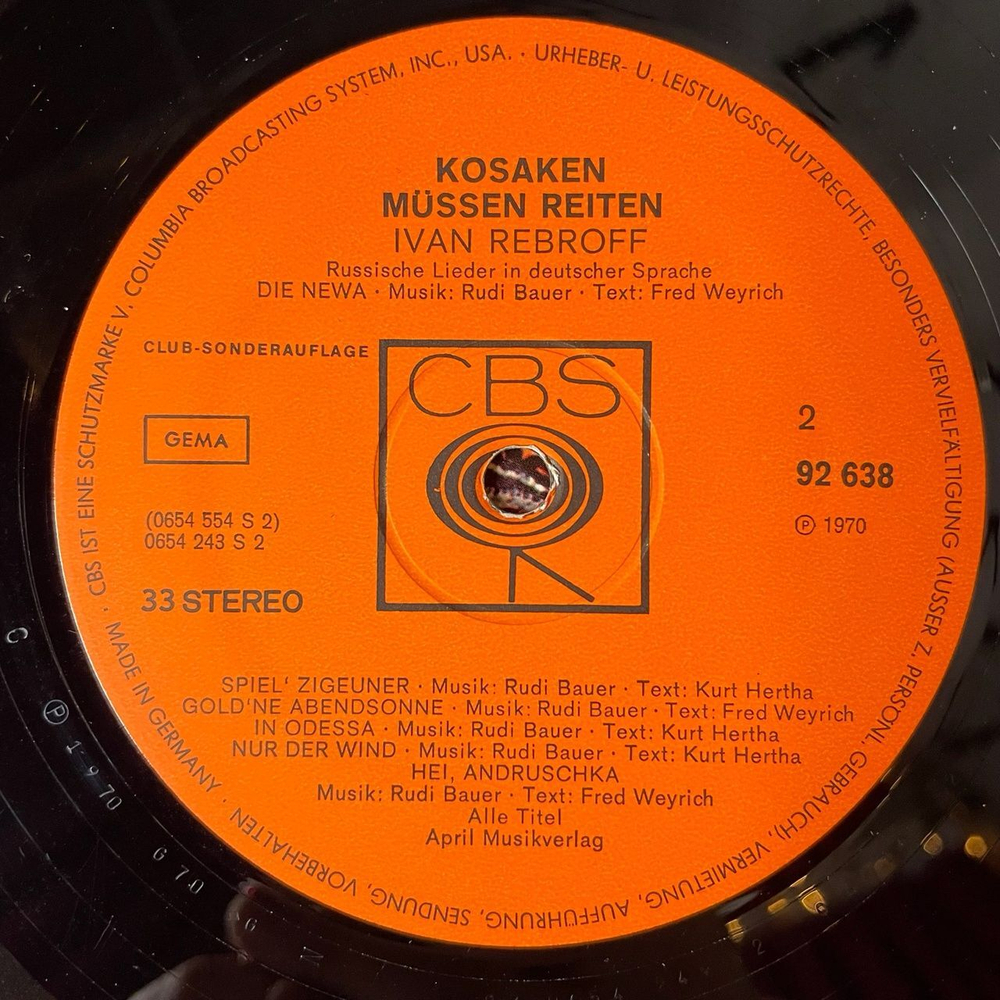 CBS IST EINE SCHUTZMARKE V. COLUMBIA BROADCASTING SYSTEM, INC., USA. · URHEBER- U. LEISTUNGSSCHUTZRECHTE, BESONDERS VERVIELFÄLTIGUNG (AUSSER Z. PERSÖNL. GEBRAUCH), VERMIETUNG, AUFFÜHRUNG, SENDUNG, VORBEHALTEN · MADE IN GERMANY ·
KOSAKEN
MÜSSEN REITEN
IVAN REBROFF
Russische Lieder in deutscher Sprache
DIE NEWA · Musik: Rudi Bauer · Text: Fred Weyrich
CLUB-SONDERAUFLAGE
CBS
GEMA
2
92 638
(0654 554 S 2)
0654 243 S 2
℗ 1970
33 STEREO
SPIEL' ZIGEUNER · Musik: Rudi Bauer · Text: Kurt Hertha
GOLD'NE ABENDSONNE · Musik: Rudi Bauer · Text: Fred Weyrich
IN ODESSA · Musik: Rudi Bauer · Text: Kurt Hertha
NUR DER WIND · Musik: Rudi Bauer · Text: Kurt Hertha
HEI, ANDRUSCHKA
Musik: Rudi Bauer · Text: Fred Weyrich
Alle Titel
April Musikverlag
℗ 1970